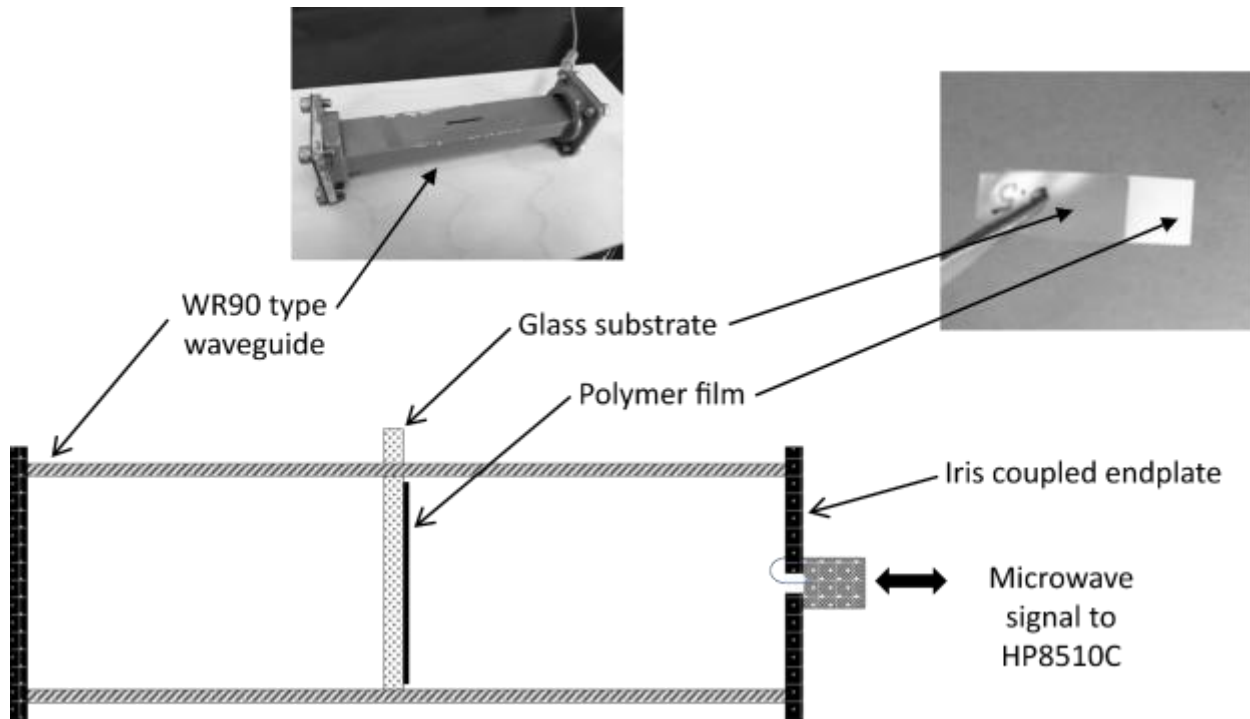 WR90 type
waveguide
Glass substrate
Polymer film
Iris coupled endplate
Microwave
signal to
HP8510C